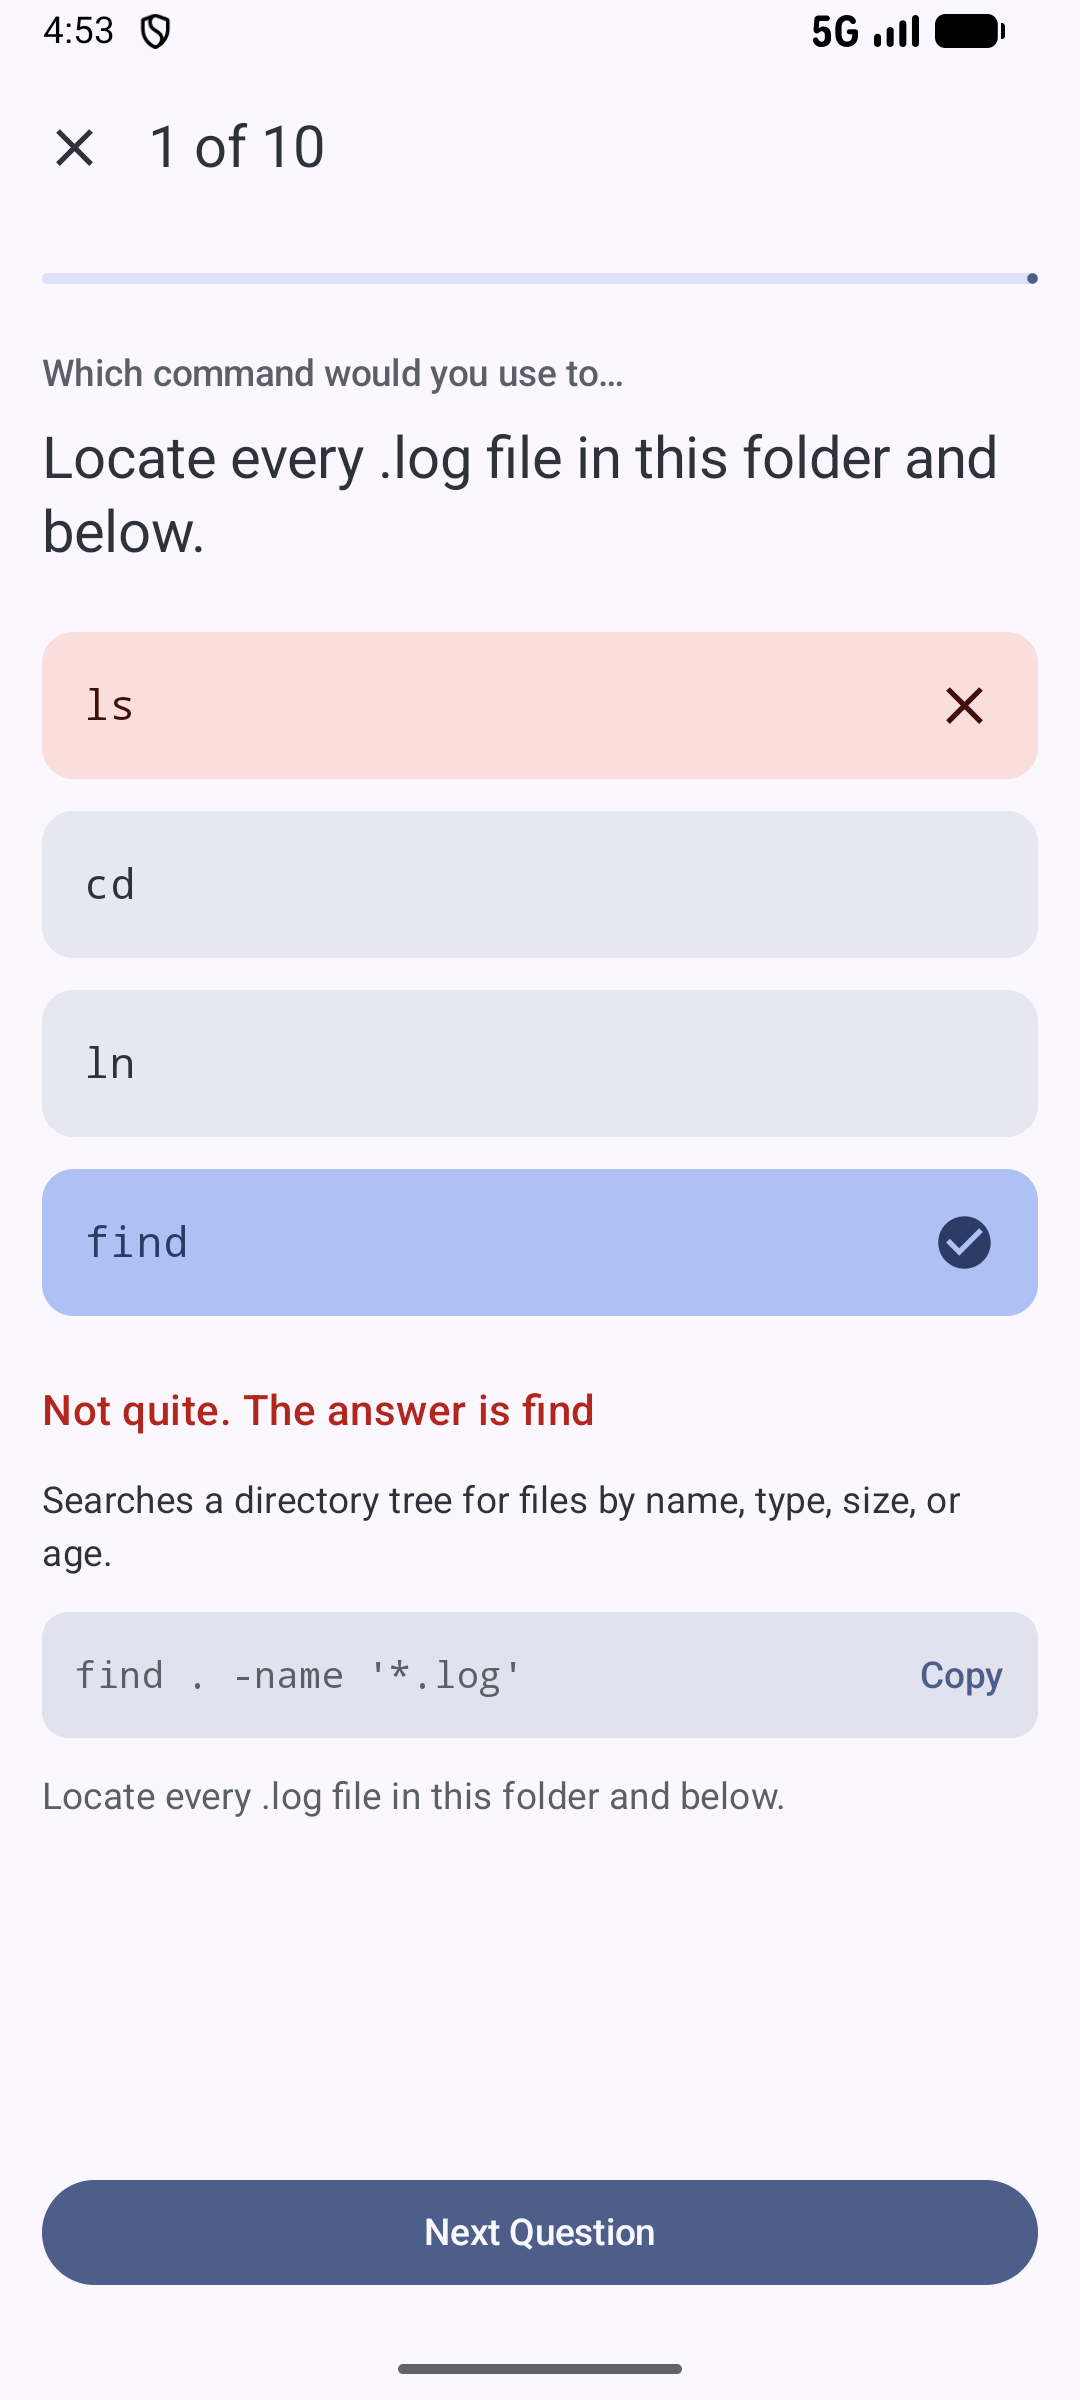 4:53
5G
1 of 10
Which command would you use to...
Locate every .log file in this folder and
below.
ls
cd
ln
find
Not quite. The answer is find
Searches a directory tree for files by name, type, size, or
age.
find . -name '*.log'
Copy
Locate every .log file in this folder and below.
Next Question